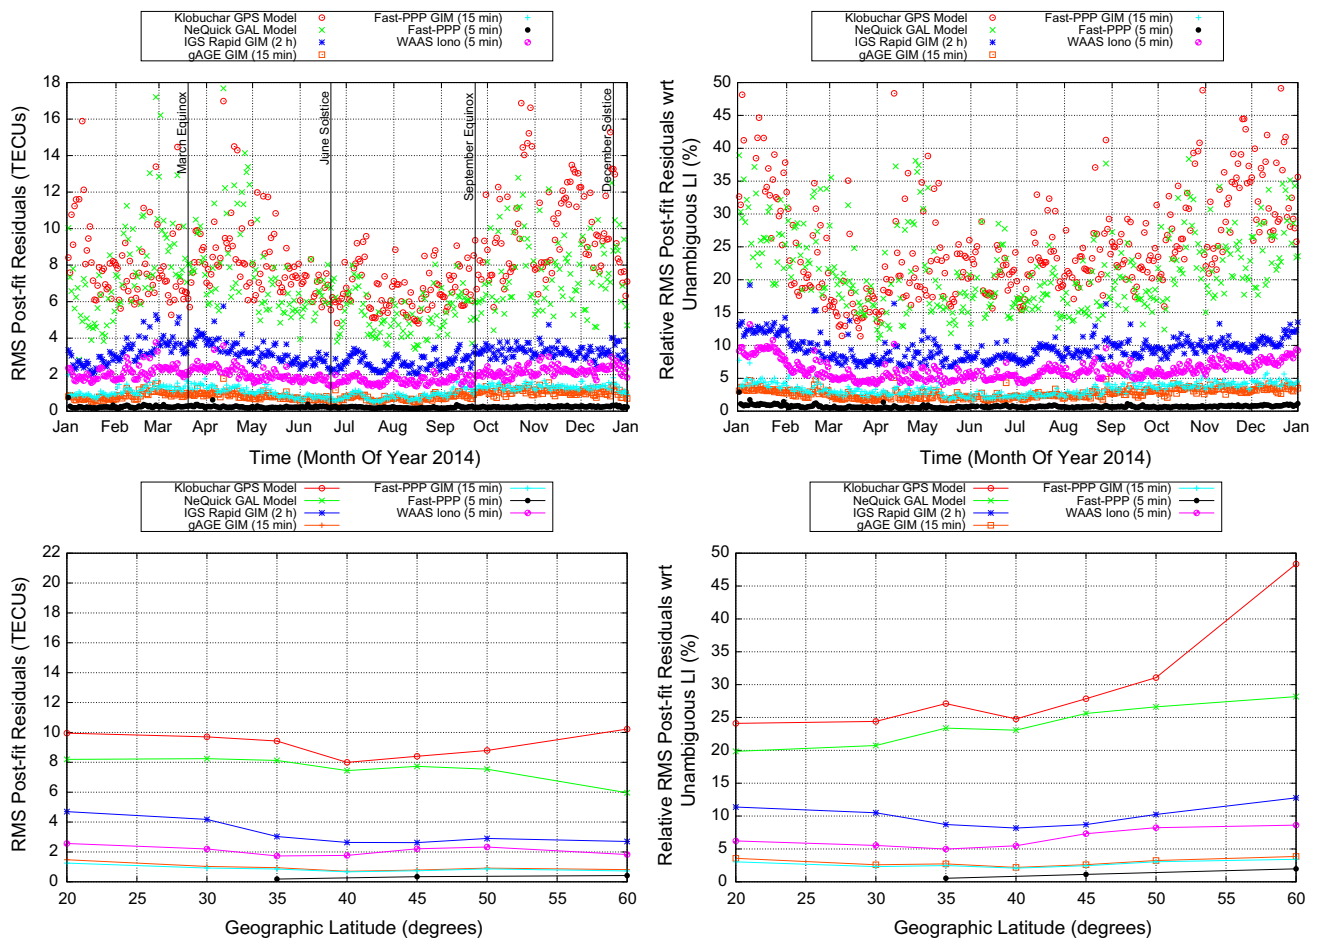 Klobuchar GPS Model
NeQuick GAL Model
IGS Rapid GIM (2 h)
gAGE GIM (15 min)
Fast-PPP GIM (15 min)
Fast-PPP (5 min)
WAAS Iono (5 min)
RMS Post-fit Residuals (TECUs)
18
16
14
12
10
8
6
4
2
0
March Equinox
June Solstice
September Equinox
December Solstice
Jan Feb Mar Apr May Jun Jul Aug Sep Oct Nov Dec Jan
Time (Month Of Year 2014)
Klobuchar GPS Model
NeQuick GAL Model
IGS Rapid GIM (2 h)
gAGE GIM (15 min)
Fast-PPP GIM (15 min)
Fast-PPP (5 min)
WAAS Iono (5 min)
Relative RMS Post-fit Residuals wrt
Unambiguous LI (%)
50
45
40
35
30
25
20
15
10
5
0
Jan Feb Mar Apr May Jun Jul Aug Sep Oct Nov Dec Jan
Time (Month Of Year 2014)
Klobuchar GPS Model
NeQuick GAL Model
IGS Rapid GIM (2 h)
gAGE GIM (15 min)
Fast-PPP GIM (15 min)
Fast-PPP (5 min)
WAAS Iono (5 min)
RMS Post-fit Residuals (TECUs)
22
20
18
16
14
12
10
8
6
4
2
0
20 25 30 35 40 45 50 55 60
Geographic Latitude (degrees)
Klobuchar GPS Model
NeQuick GAL Model
IGS Rapid GIM (2 h)
gAGE GIM (15 min)
Fast-PPP GIM (15 min)
Fast-PPP (5 min)
WAAS Iono (5 min)
Relative RMS Post-fit Residuals wrt
Unambiguous LI (%)
50
45
40
35
30
25
20
15
10
5
0
20 25 30 35 40 45 50 55 60
Geographic Latitude (degrees)